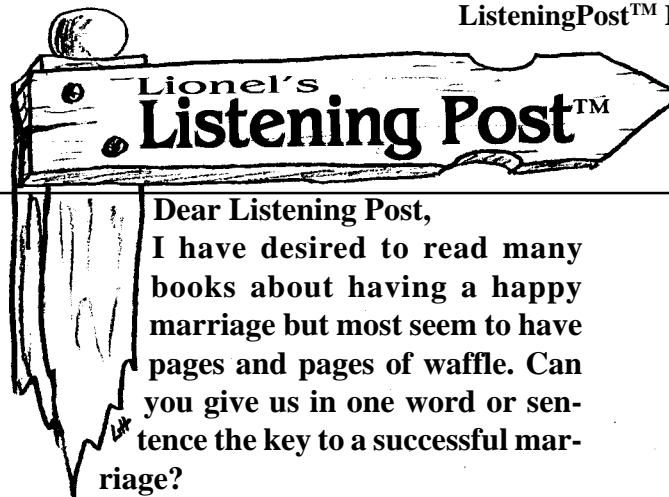 ListeningPost™
Lionel's
Listening Post™
Dear Listening Post,
I have desired to read many
books about having a happy
marriage but most seem to have
pages and pages of waffle. Can
you give us in one word or sen-
tence the key to a successful mar-
riage?